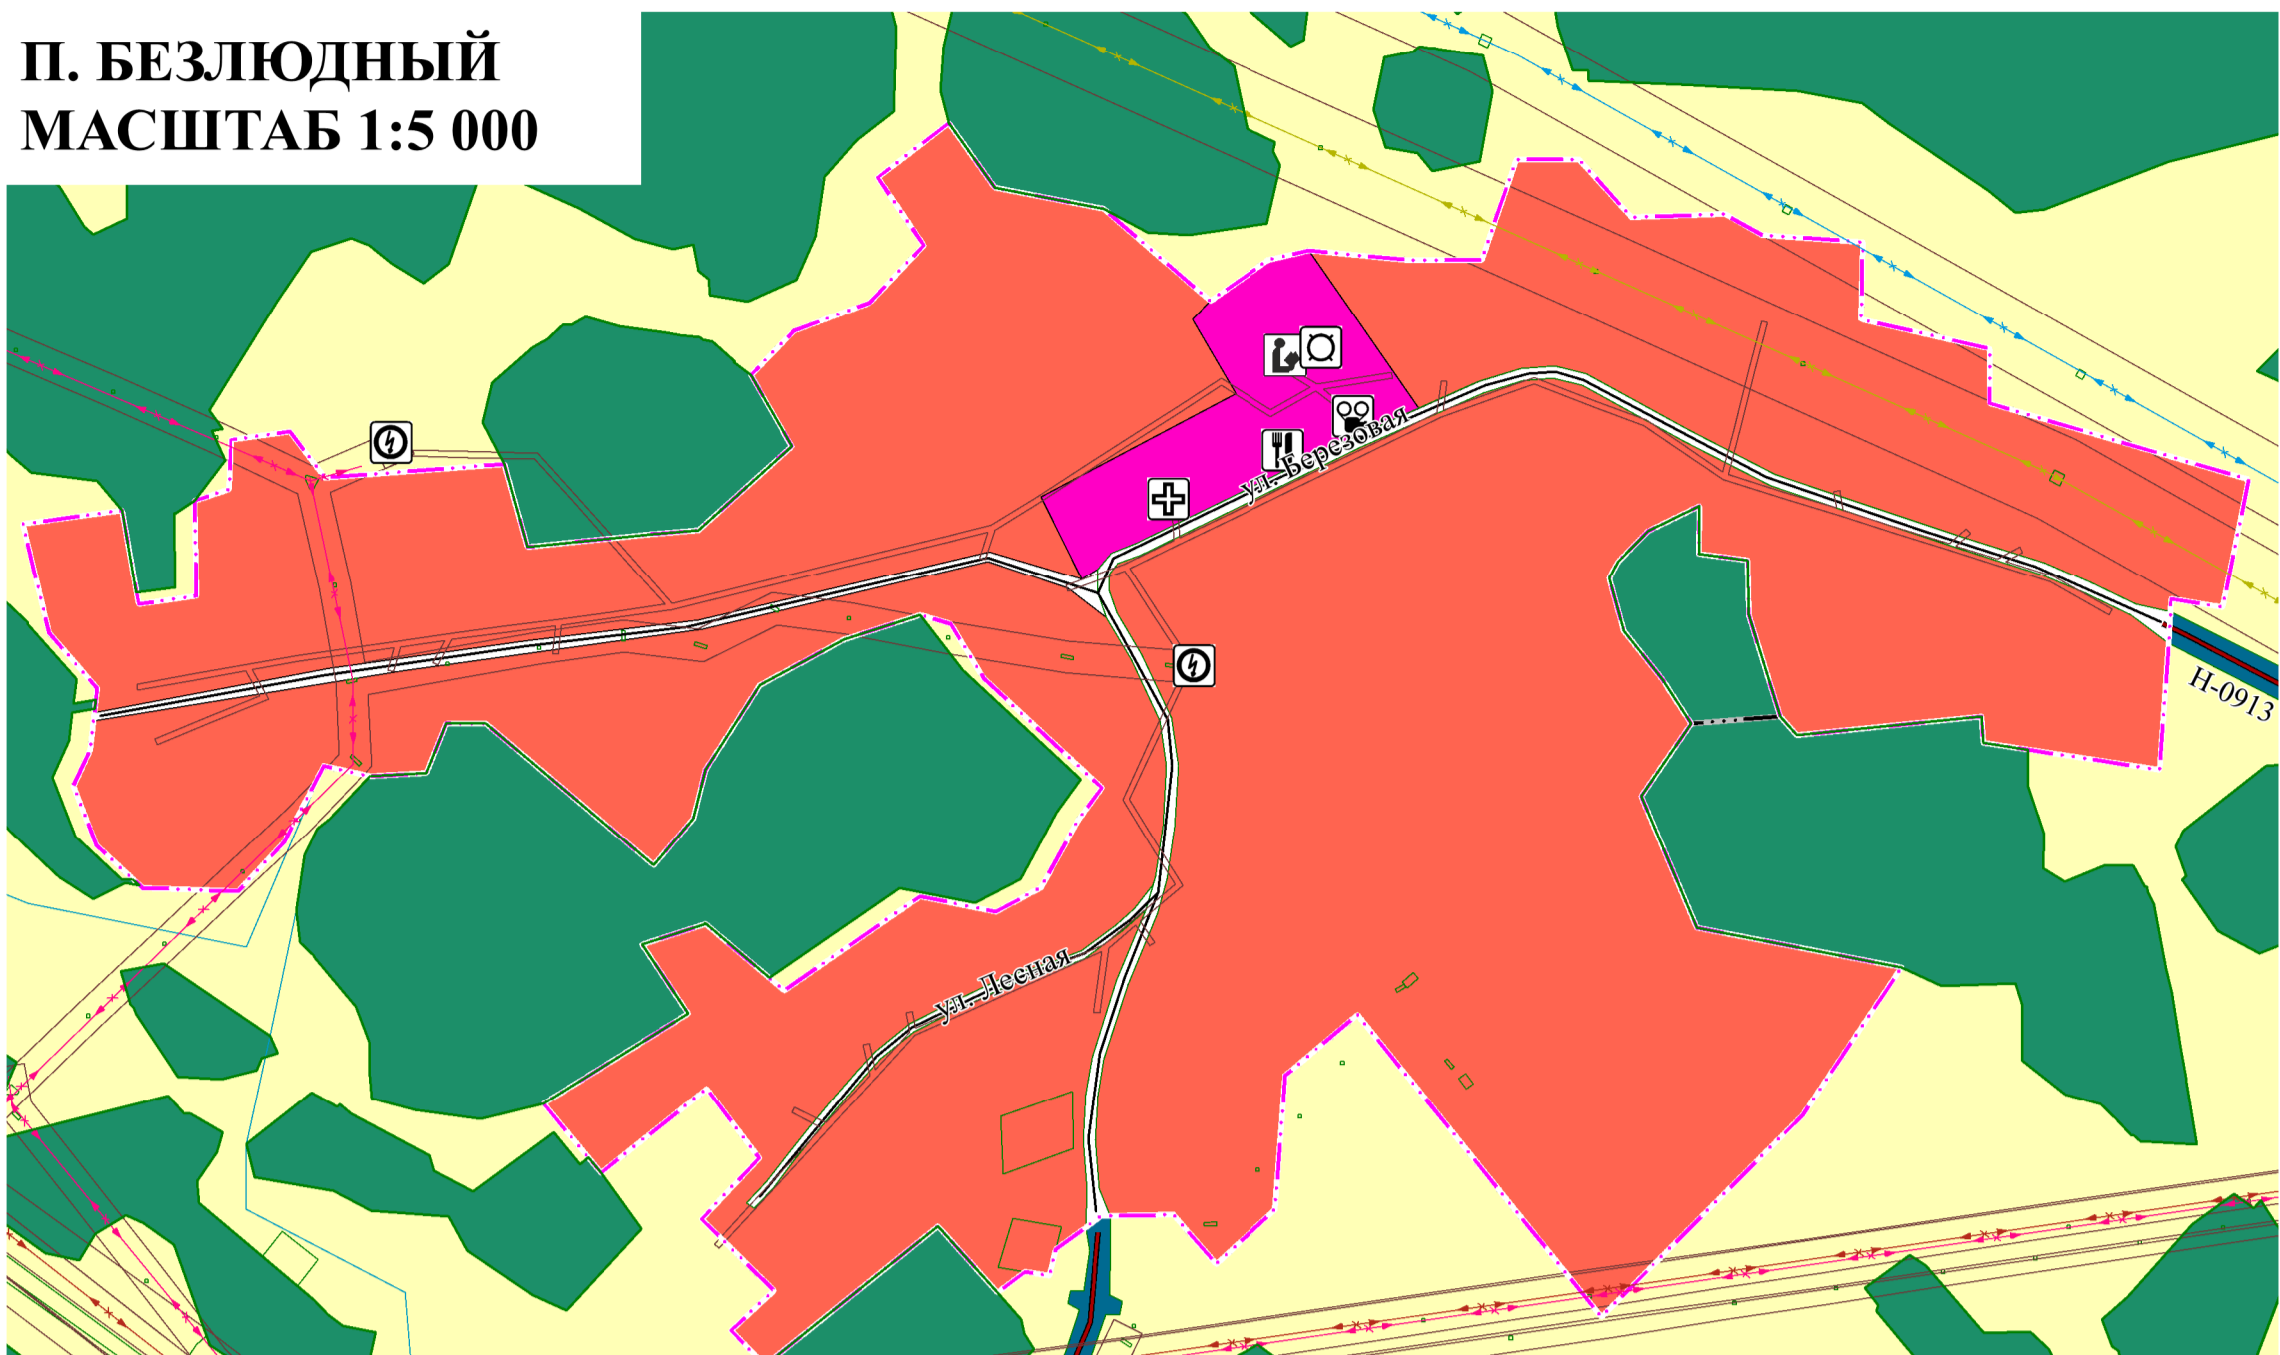 П. БЕЗЛЮДНЫЙ
МАСШТАБ 1:5 000
ул. Березовая
Н-0913
ул. Лесная